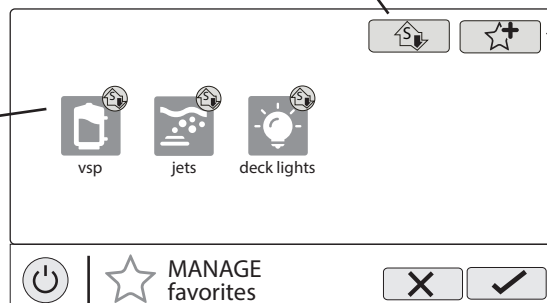 S
S
S
S
vsp
jets
deck lights
MANAGE
favorites